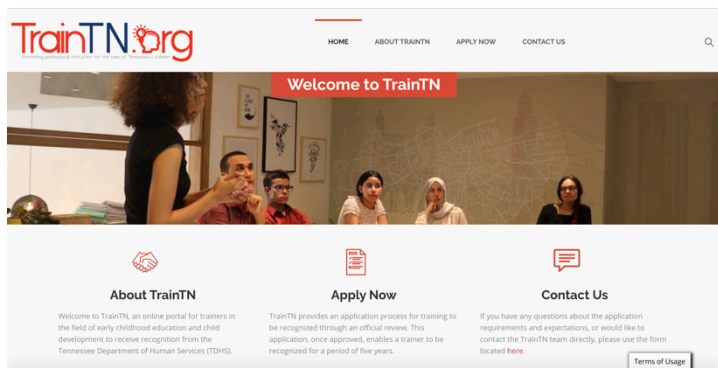 TrainTN.org
Promoting professional instruction for the care of Tennessee's children
HOME
ABOUT TRAINTN
APPLY NOW
CONTACT US
Welcome to TrainTN
About TrainTN
Welcome to TrainTN, an online portal for trainers in
the field of early childhood education and child
development to receive recognition from the
Tennessee Department of Human Services (TDHS).
Apply Now
TrainTN provides an application process for training to
be recognized through an official review. This
application, once approved, enables a trainer to be
recognized for a period of five years.
Contact Us
If you have any questions about the application
requirements and expectations, or would like to
contact the TrainTN team directly, please use the form
located here.
Terms of Usage